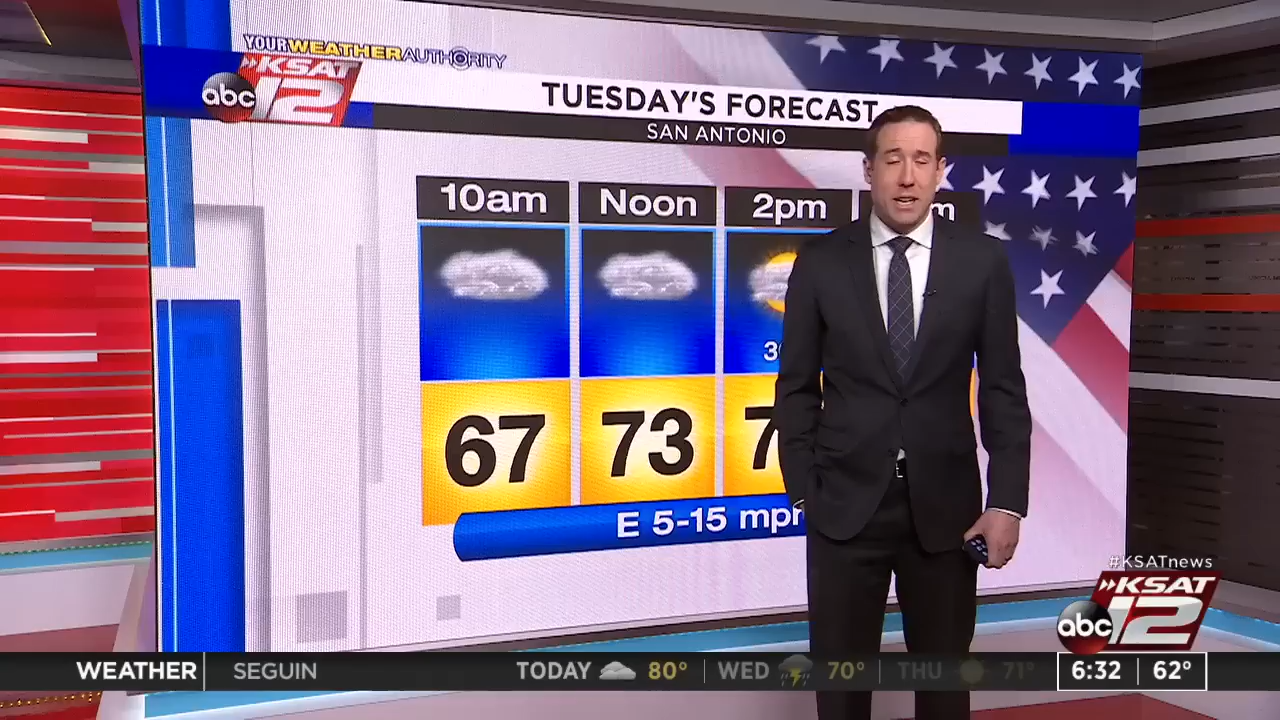 YOUR WEATHER AUTHORITY
KSAT
abc 12
TUESDAY'S FORECAST
SAN ANTONIO
10am Noon 2pm
67 73
E 5-15 mph
#KSATnews
KSAT
abc 12
WEATHER SEGUIN TODAY 80° WED 70° THU 71° 6:32 62°